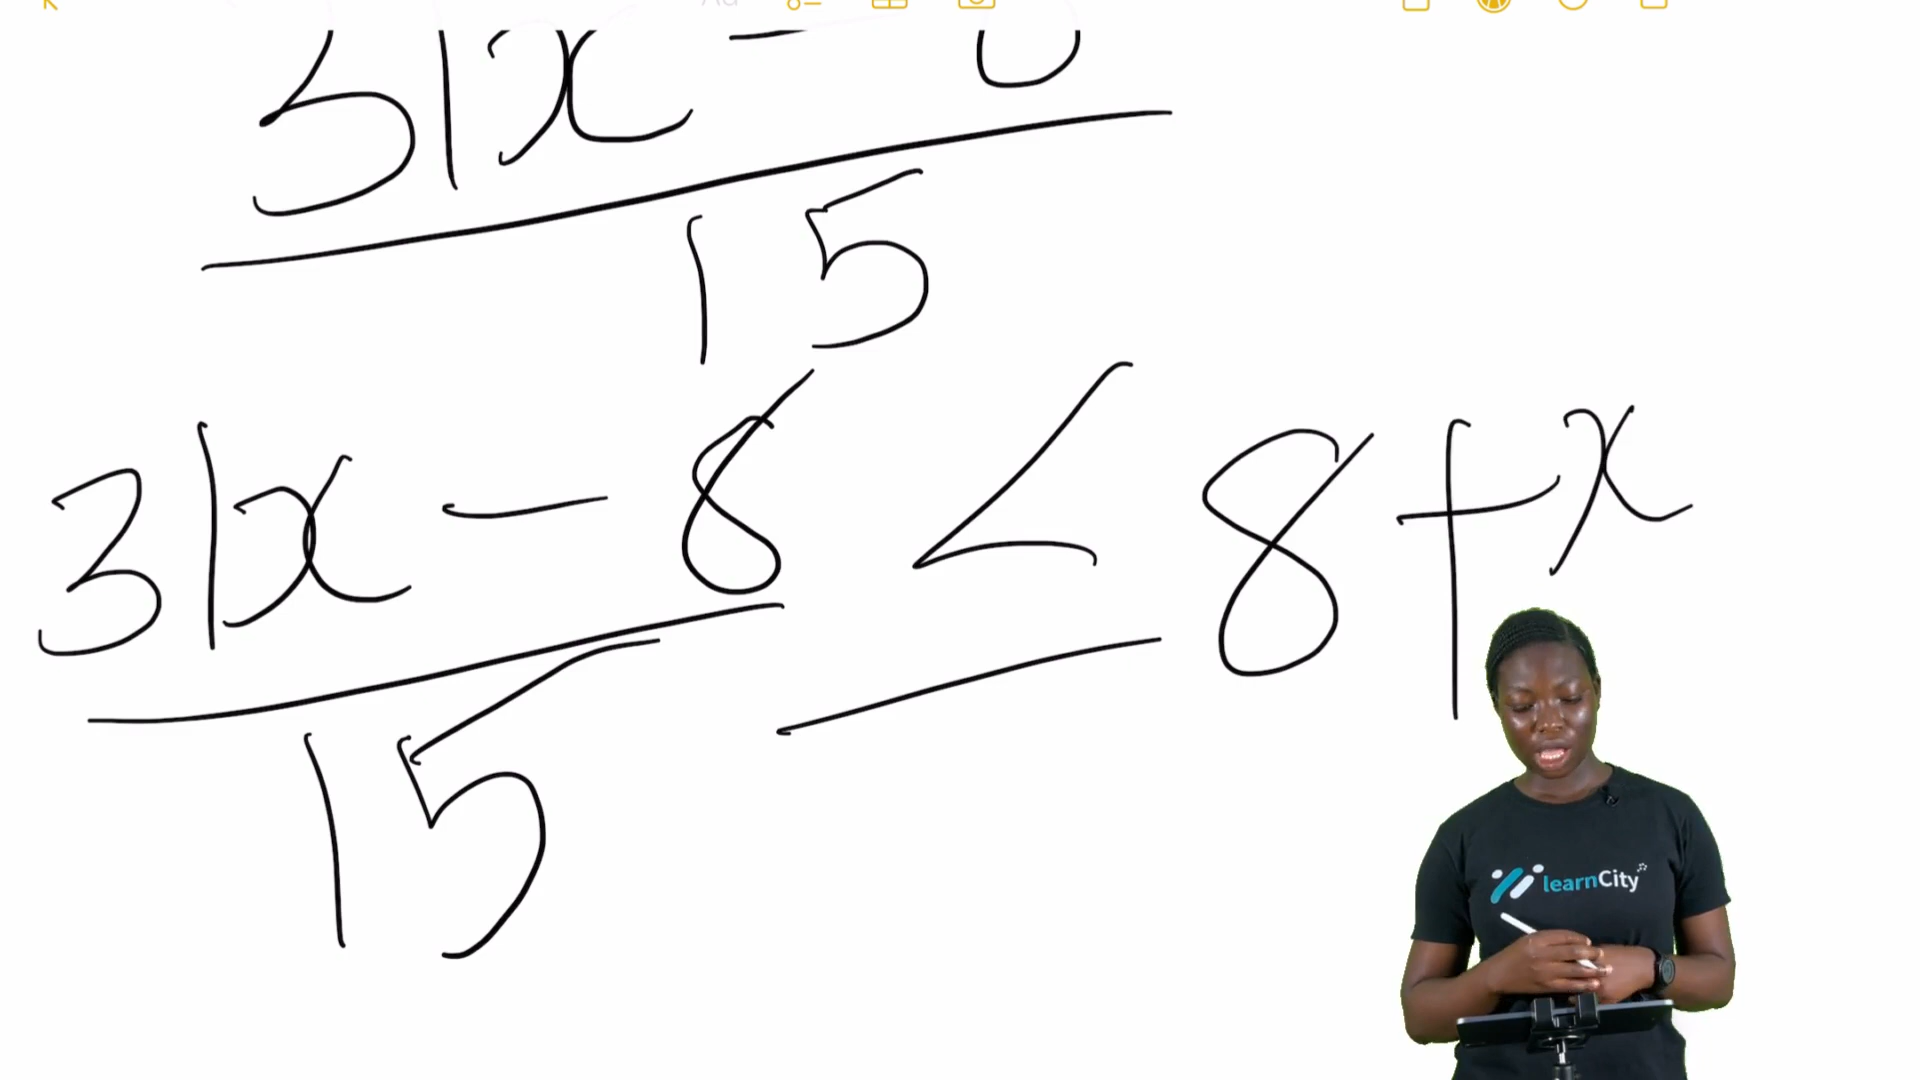 31x - 8
15
31x - 8 ≤ 8 + x
15
learnCity